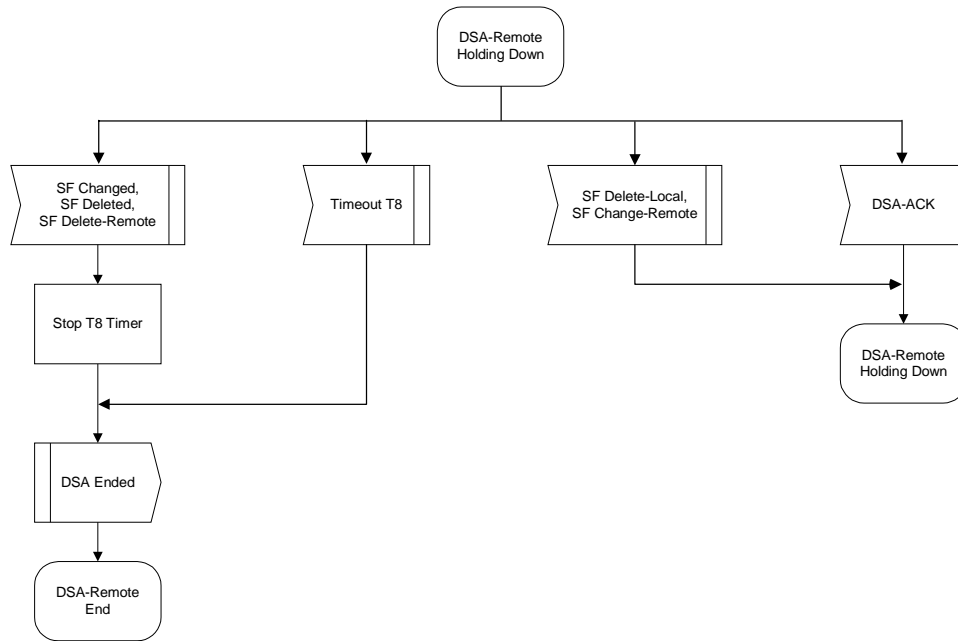 DSA-Remote
Holding Down
SF Changed,
SF Deleted,
SF Delete-Remote
Timeout T8
SF Delete-Local,
SF Change-Remote
DSA-ACK
Stop T8 Timer
DSA-Remote
Holding Down
DSA Ended
DSA-Remote
End